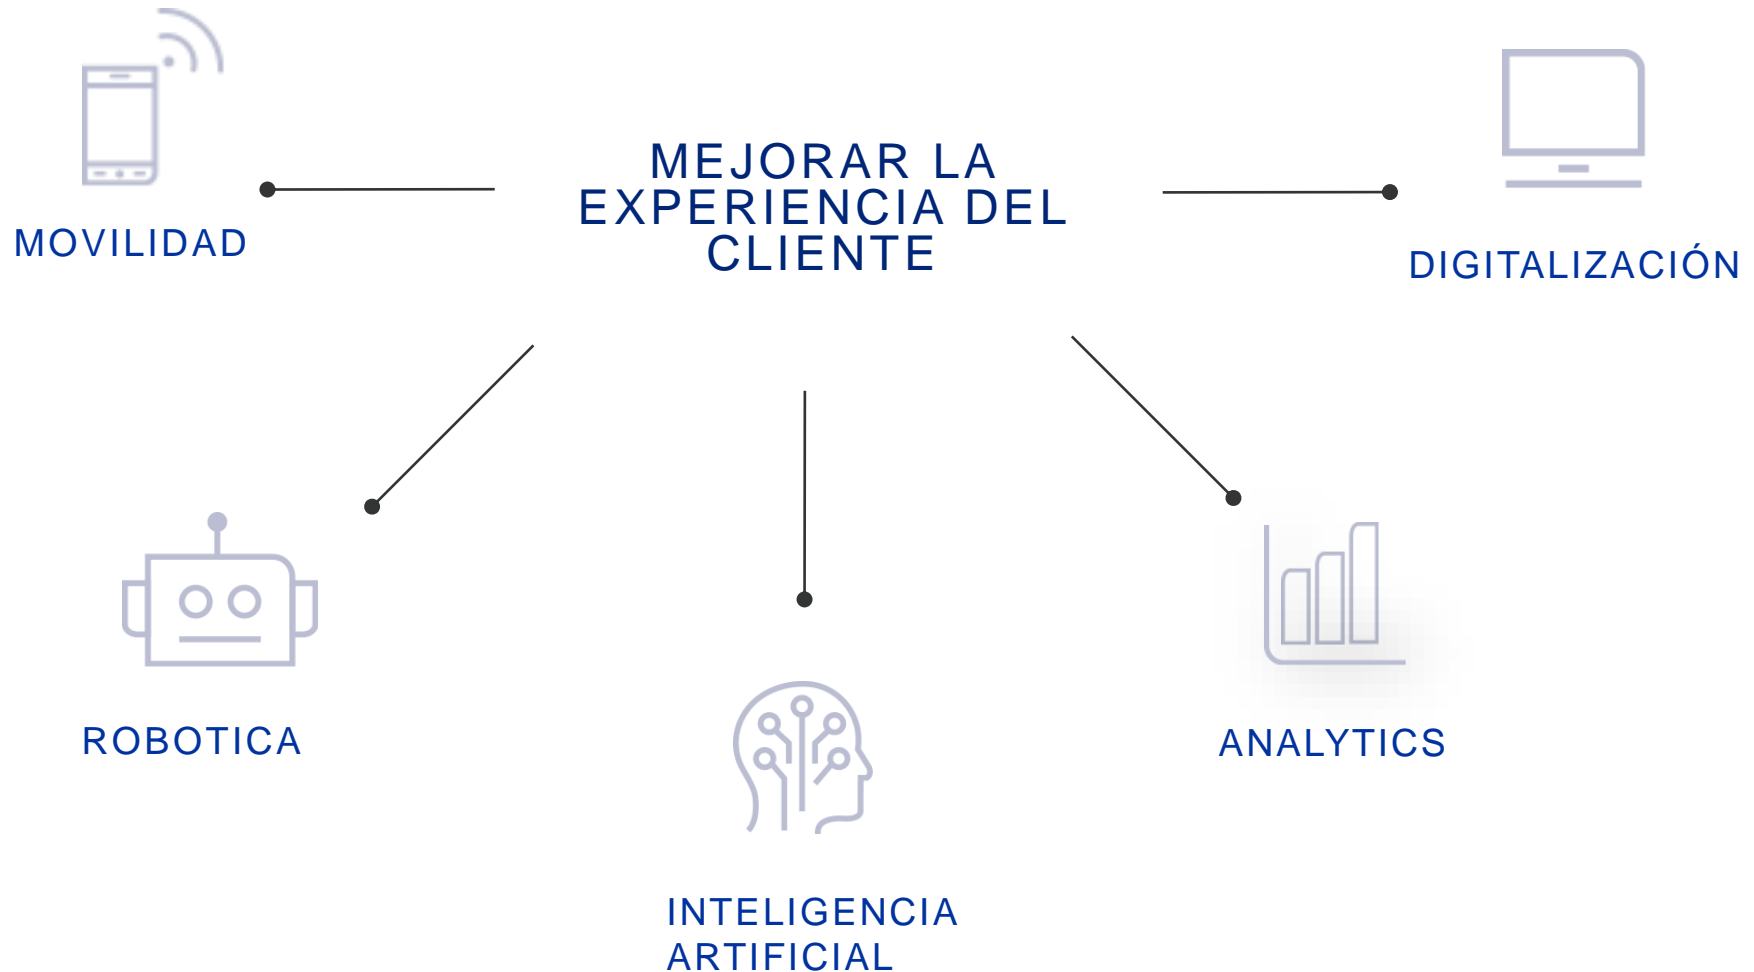 MEJORAR LA
EXPERIENCIA DEL
CLIENTE
MOVILIDAD
DIGITALIZACIÓN
ROBOTICA
ANALYTICS
INTELIGENCIA
ARTIFICIAL